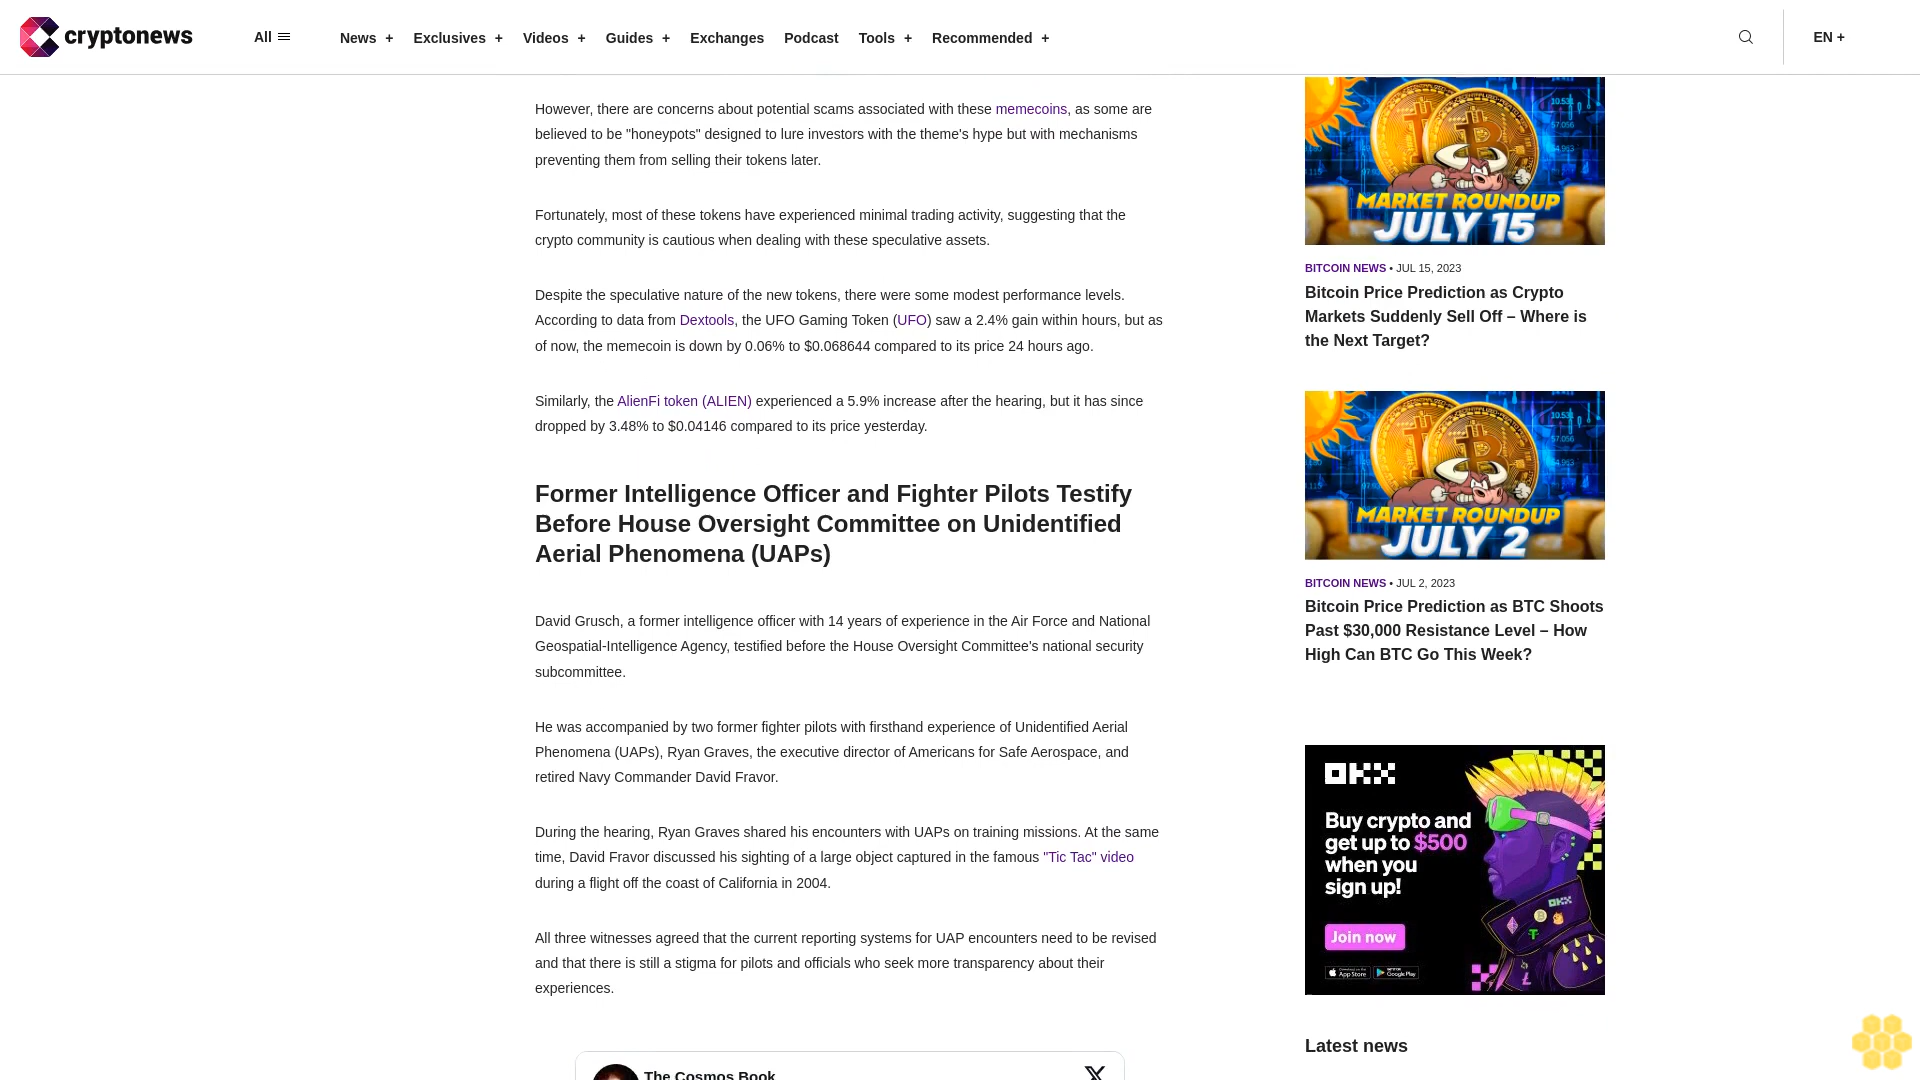 cryptonews
All
News +
Exclusives +
Videos +
Guides +
Exchanges
Podcast
Tools +
Recommended +
EN +
However, there are concerns about potential scams associated with these memecoins, as some are
believed to be "honeypots" designed to lure investors with the theme's hype but with mechanisms
preventing them from selling their tokens later.
Fortunately, most of these tokens have experienced minimal trading activity, suggesting that the
crypto community is cautious when dealing with these speculative assets.
Despite the speculative nature of the new tokens, there were some modest performance levels.
According to data from Dextools, the UFO Gaming Token (UFO) saw a 2.4% gain within hours, but as
of now, the memecoin is down by 0.06% to $0.068644 compared to its price 24 hours ago.
Similarly, the AlienFi token (ALIEN) experienced a 5.9% increase after the hearing, but it has since
dropped by 3.48% to $0.04146 compared to its price yesterday.
Former Intelligence Officer and Fighter Pilots Testify
Before House Oversight Committee on Unidentified
Aerial Phenomena (UAPs)
David Grusch, a former intelligence officer with 14 years of experience in the Air Force and National
Geospatial-Intelligence Agency, testified before the House Oversight Committee's national security
subcommittee.
He was accompanied by two former fighter pilots with firsthand experience of Unidentified Aerial
Phenomena (UAPs), Ryan Graves, the executive director of Americans for Safe Aerospace, and
retired Navy Commander David Fravor.
During the hearing, Ryan Graves shared his encounters with UAPs on training missions. At the same
time, David Fravor discussed his sighting of a large object captured in the famous "Tic Tac" video
during a flight off the coast of California in 2004.
All three witnesses agreed that the current reporting systems for UAP encounters need to be revised
and that there is still a stigma for pilots and officials who seek more transparency about their
experiences.
The Cosmos Book
MARKET ROUNDUP
JULY 15
BITCOIN NEWS • JUL 15, 2023
Bitcoin Price Prediction as Crypto
Markets Suddenly Sell Off – Where is
the Next Target?
MARKET ROUNDUP
JULY 2
BITCOIN NEWS • JUL 2, 2023
Bitcoin Price Prediction as BTC Shoots
Past $30,000 Resistance Level – How
High Can BTC Go This Week?
OKX
Buy crypto and
get up to $500
when you
sign up!
Join now
App Store
Google Play
Latest news